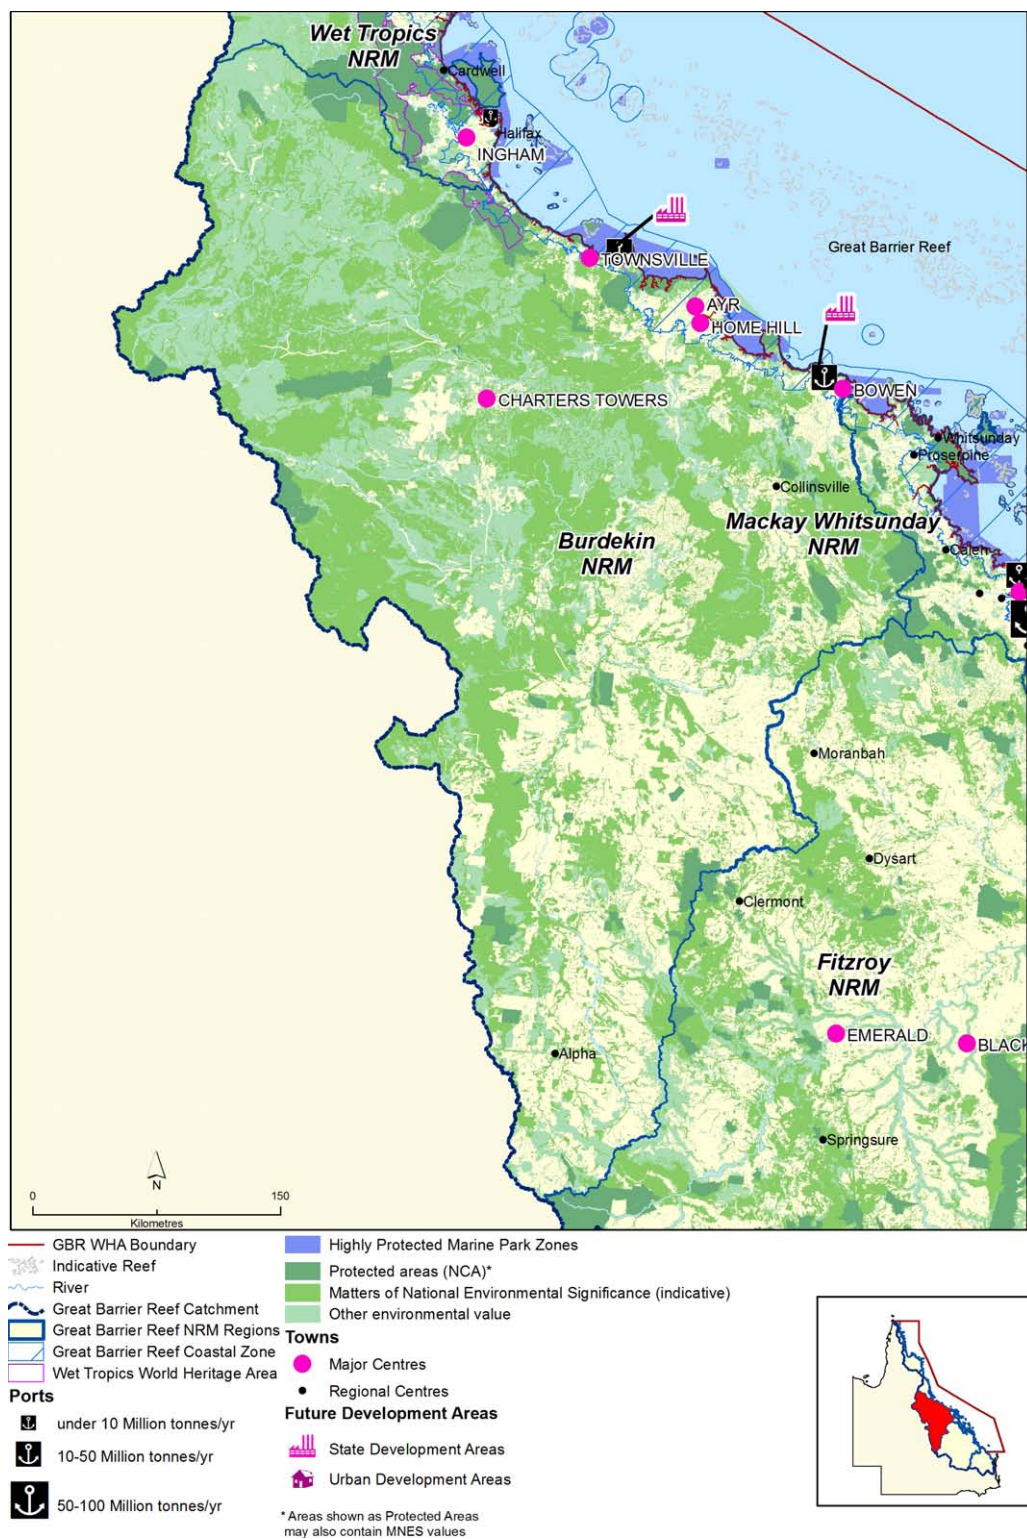 Wet Tropics
NRM
Cardwell
Halifax
INGHAM
TOWNSVILLE
Great Barrier Reef
AYR
HOME HILL
BOWEN
CHARTERS TOWERS
Whitsunday
Proserpine
Collinsville
Mackay Whitsunday
NRM
Burdekin
NRM
Calen
Moranbah
Dysart
Clermont
Fitzroy
NRM
EMERALD
BLACK
Alpha
Springsure
N
0 150
Kilometres
GBR WHA Boundary
Indicative Reef
River
Great Barrier Reef Catchment
Great Barrier Reef NRM Regions
Great Barrier Reef Coastal Zone
Wet Tropics World Heritage Area
Ports
under 10 Million tonnes/yr
10-50 Million tonnes/yr
50-100 Million tonnes/yr
Highly Protected Marine Park Zones
Protected areas (NCA)*
Matters of National Environmental Significance (indicative)
Other environmental value
Towns
Major Centres
Regional Centres
Future Development Areas
State Development Areas
Urban Development Areas
* Areas shown as Protected Areas
may also contain MNES values